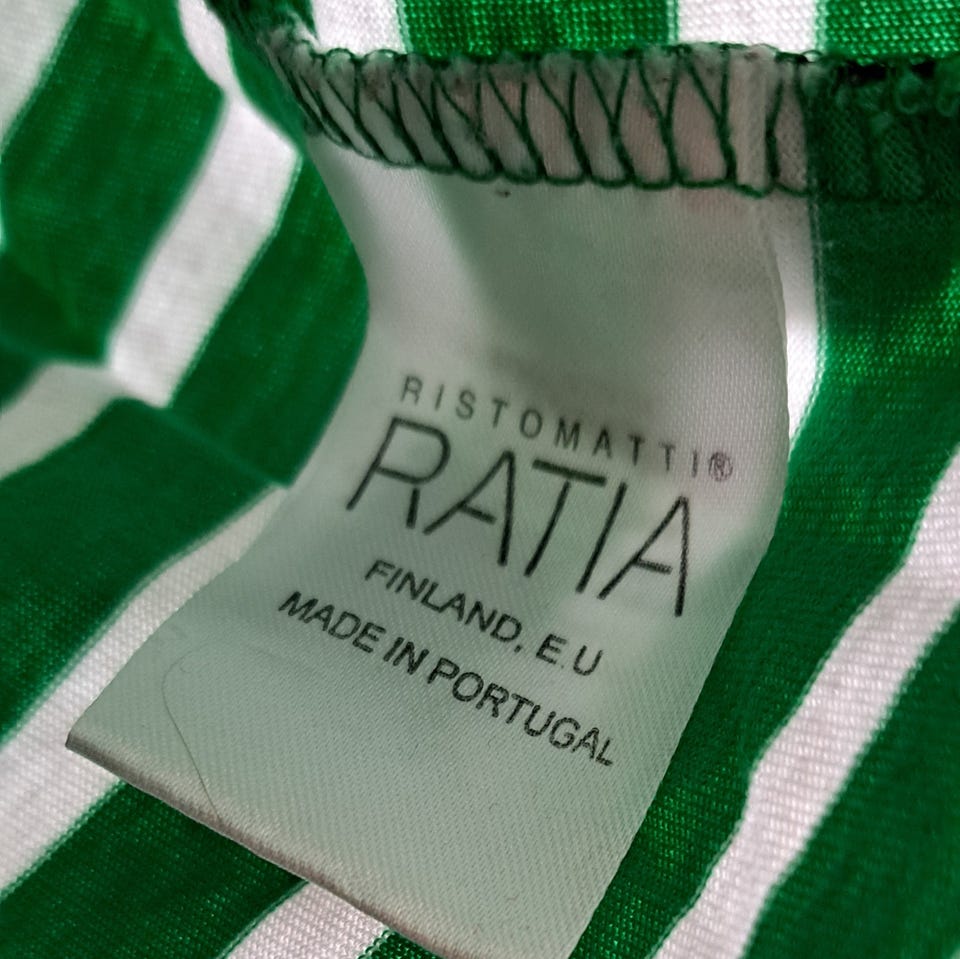 RISTOMATTI®
RATIA
FINLAND, E.U
MADE IN PORTUGAL